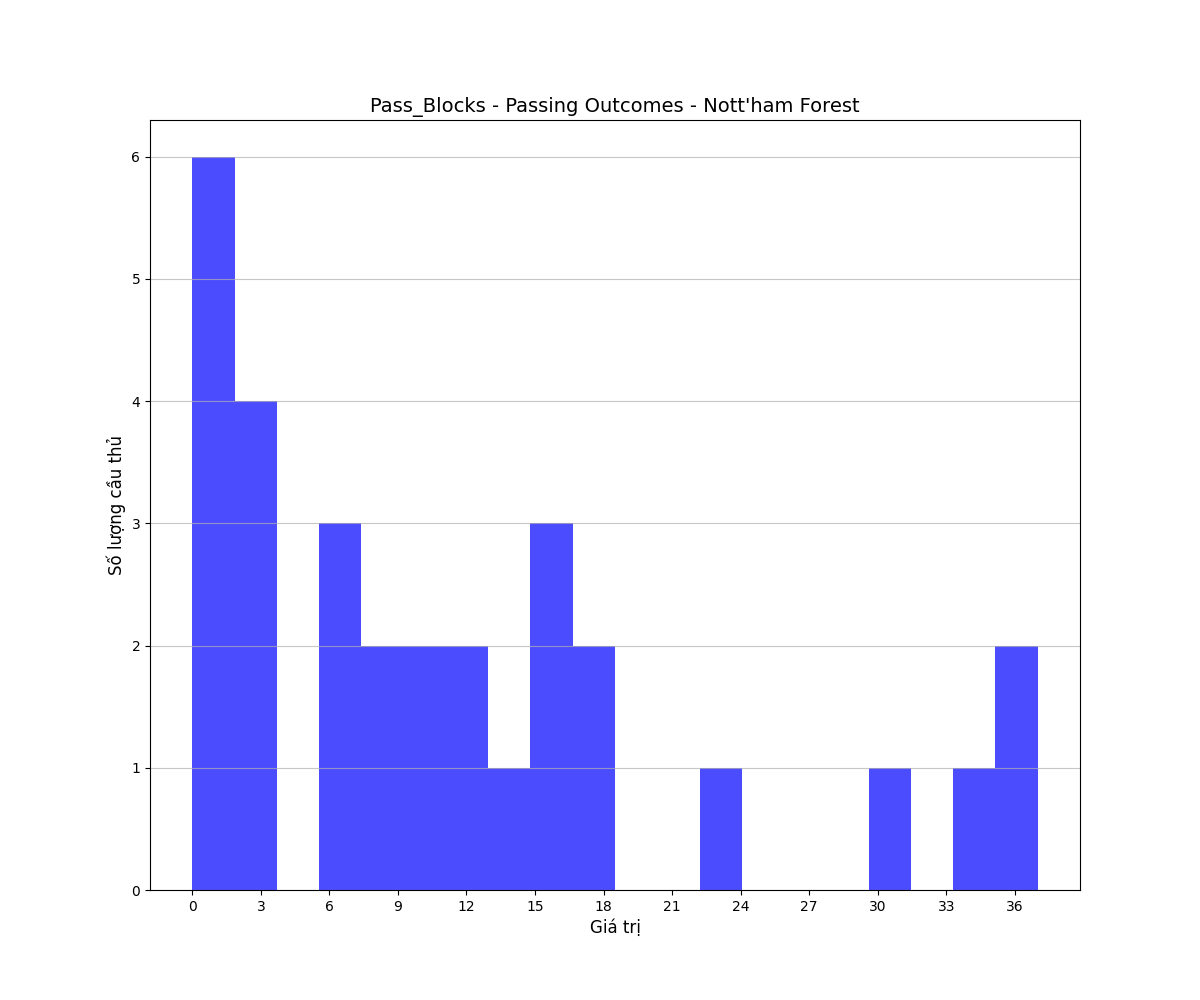 Pass_Blocks - Passing Outcomes - Nott'ham Forest
6
5
4
3
2
1
0
Số lượng cầu thủ
0 3 6 9 12 15 18 21 24 27 30 33 36
Giá trị